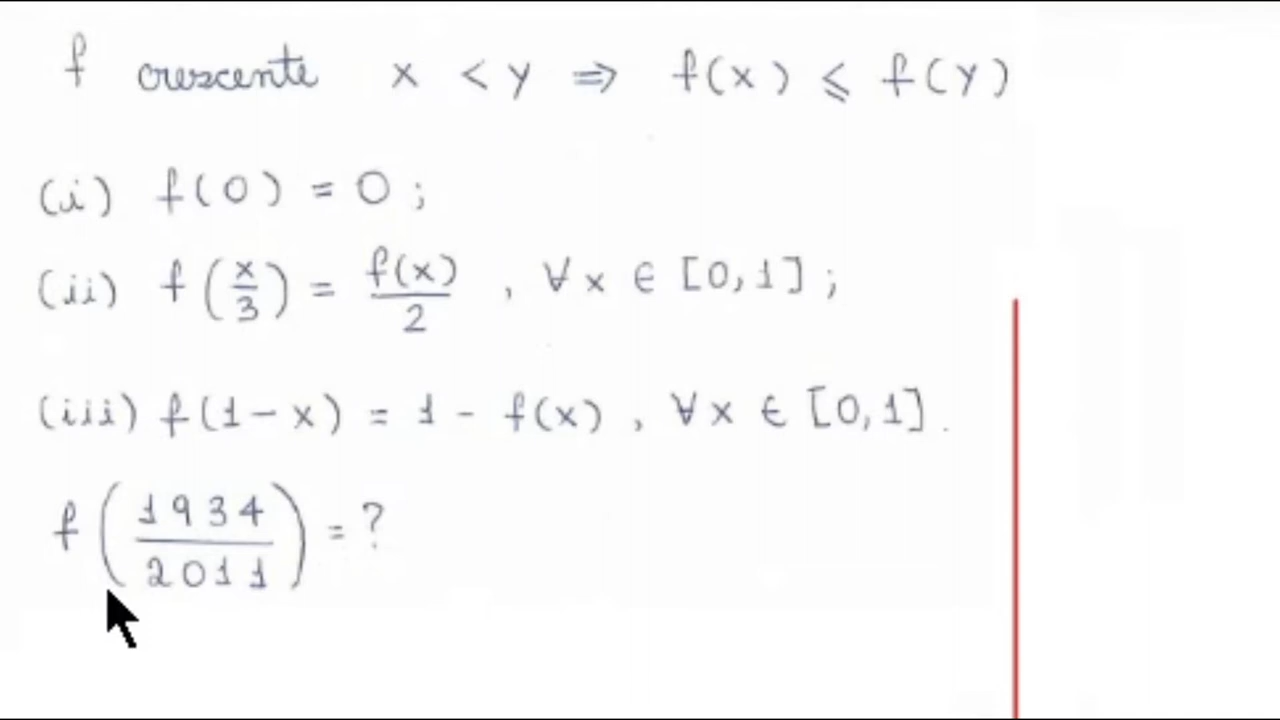 f crescente x < y ⇒ f(x) ⩽ f(y)
(i) f(0) = 0 ;
(ii) f(x/3) = f(x)/2 , ∀ x ∈ [0,1] ;
(iii) f(1-x) = 1 - f(x) , ∀ x ∈ [0,1] .
f(1934/2011) = ?